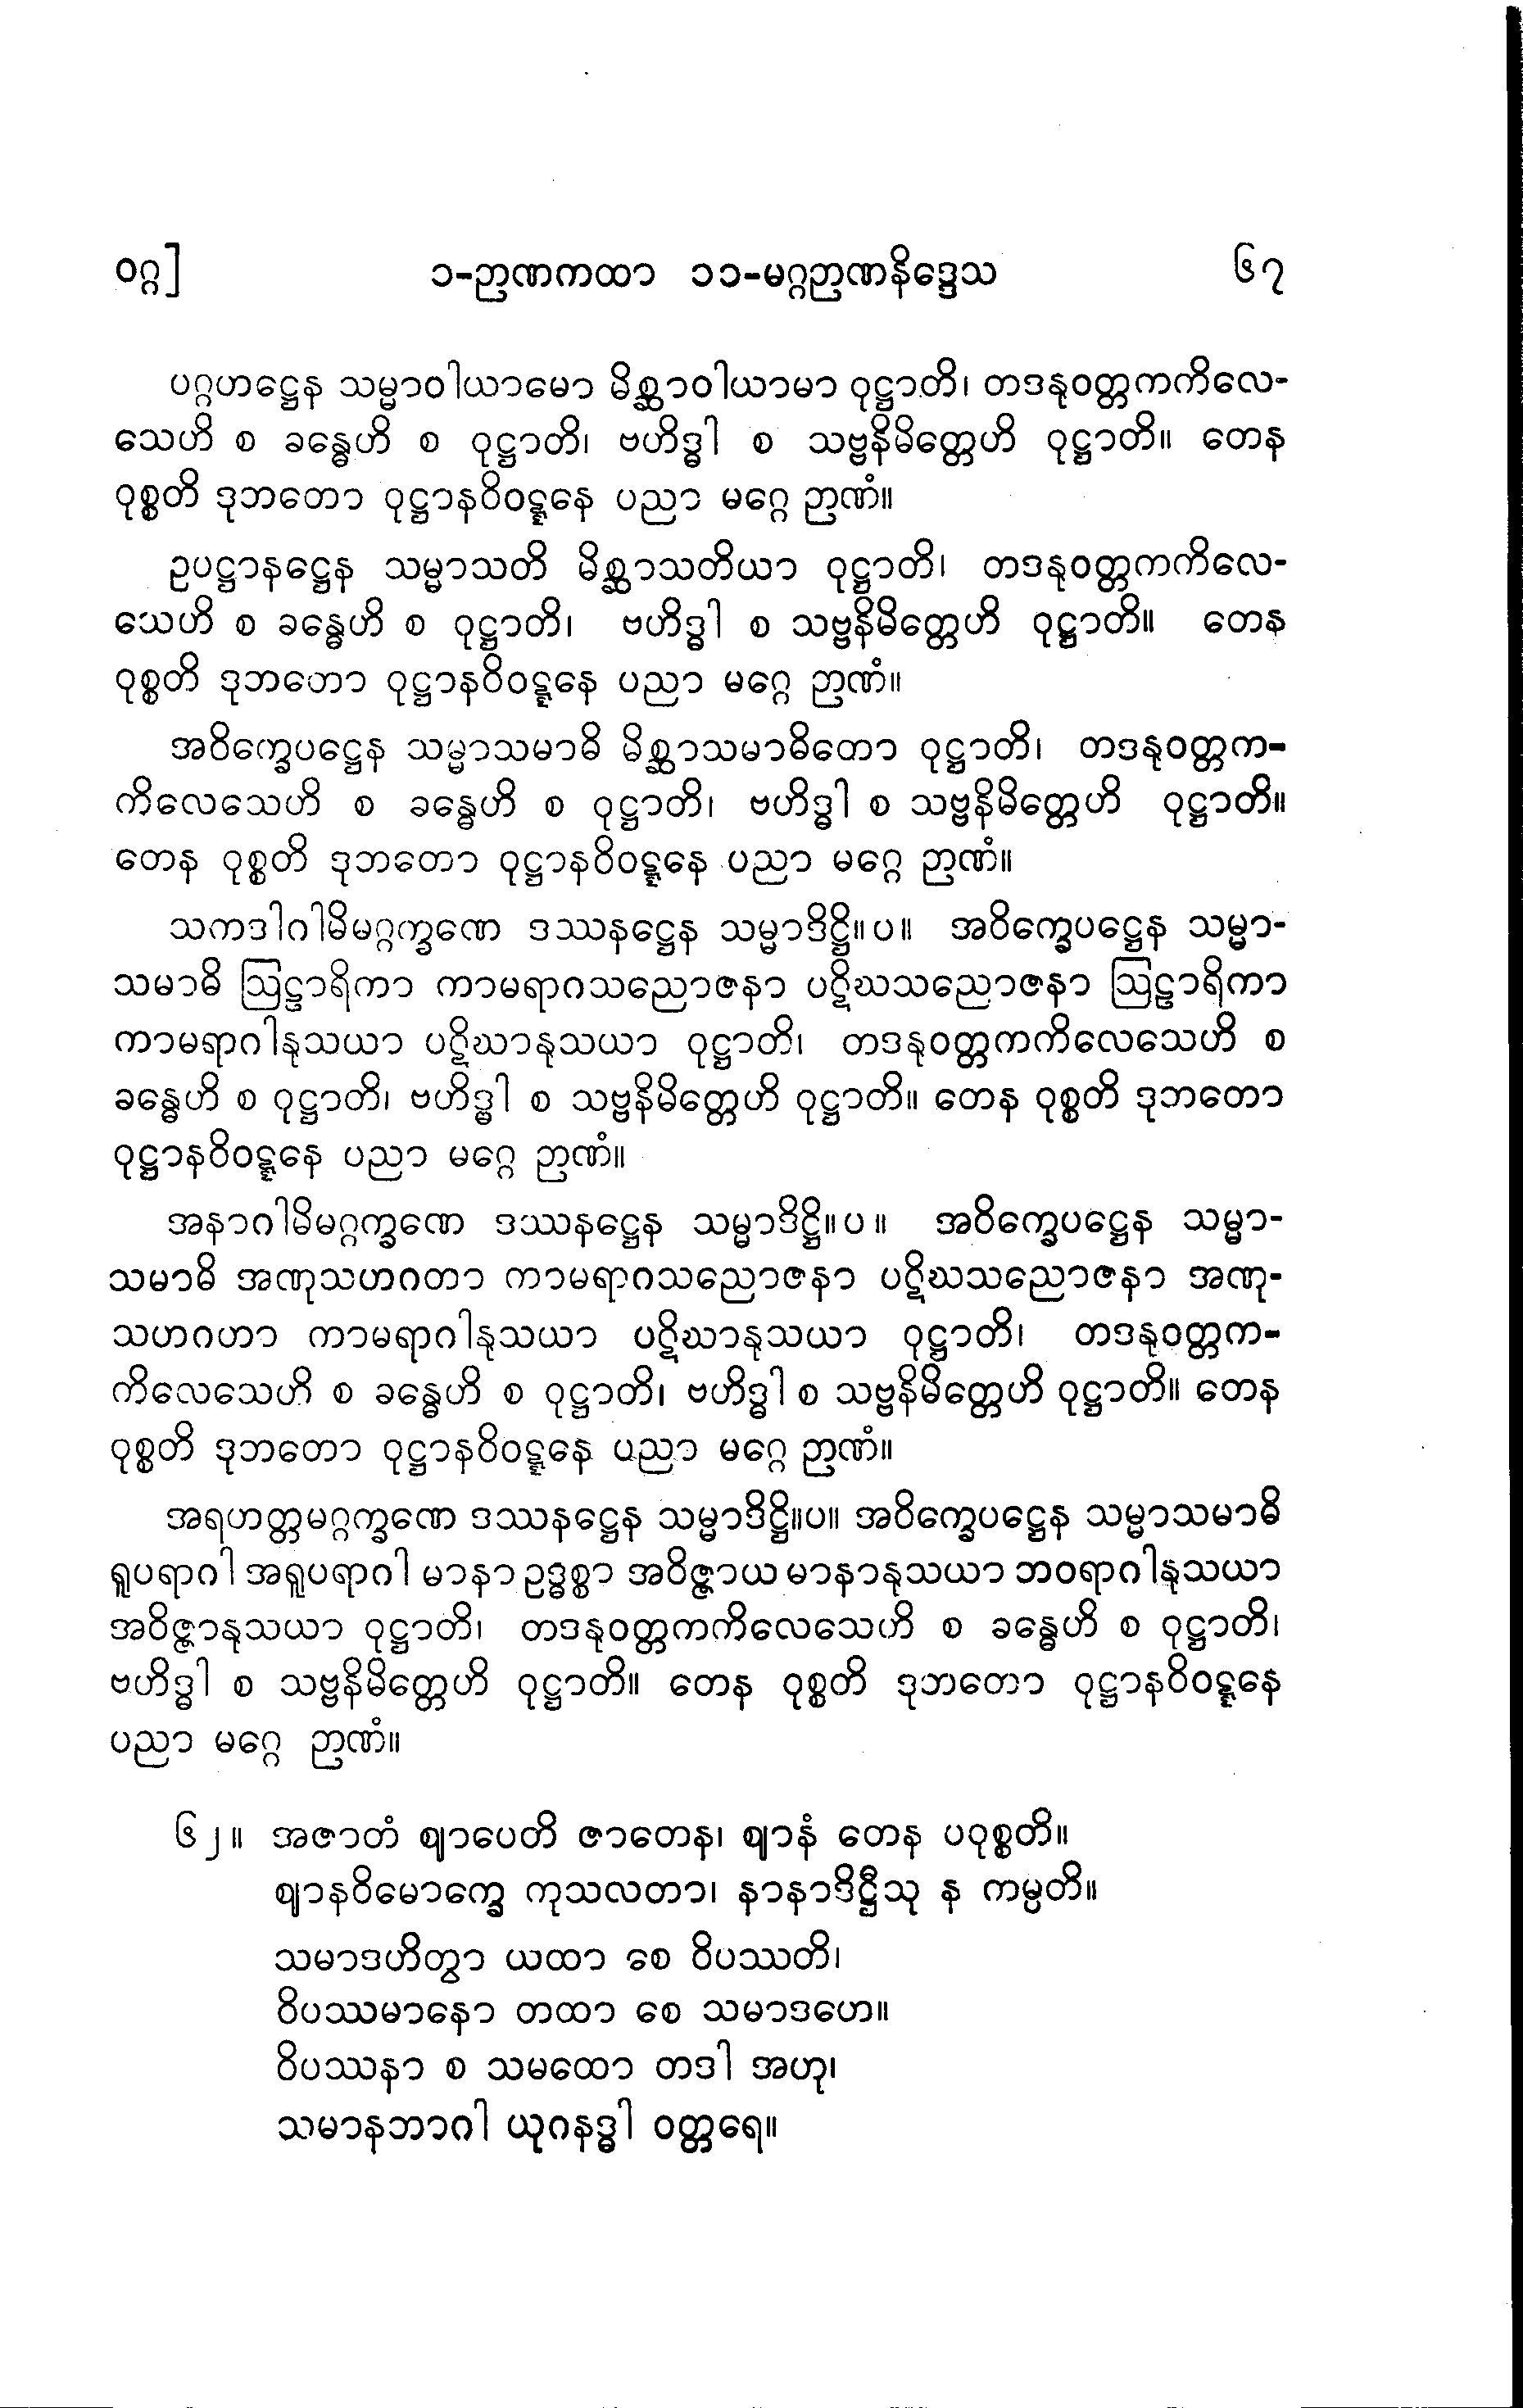 ဝဂ္ဂ] ၁-ဉာဏကထာ ၁၁-မဂ္ဂဉာဏနိဒ္ဒေသ ၆၇
ပဂ္ဂဟဋ္ဌေန သမ္မာဝါယာမော မိစ္ဆာဝါယာမာ ဝုဋ္ဌာတိ၊ တဒနုဝတ္တကကိလေ-
သေဟိ စ ခန္ဓေဟိ စ ဝုဋ္ဌာတိ၊ ဗဟိဒ္ဓါ စ သဗ္ဗနိမိတ္တေဟိ ဝုဋ္ဌာတိ။ တေန
ဝုစ္စတိ ဒုဘတော ဝုဋ္ဌာနဝိဝဋ္ဋနေ ပညာ မဂ္ဂေ ဉာဏံ။
ဥပဋ္ဌာနဋ္ဌေန သမ္မာသတိ မိစ္ဆာသတိယာ ဝုဋ္ဌာတိ၊ တဒနုဝတ္တကကိလေ-
သေဟိ စ ခန္ဓေဟိ စ ဝုဋ္ဌာတိ၊ ဗဟိဒ္ဓါ စ သဗ္ဗနိမိတ္တေဟိ ဝုဋ္ဌာတိ။ တေန
ဝုစ္စတိ ဒုဘတော ဝုဋ္ဌာနဝိဝဋ္ဋနေ ပညာ မဂ္ဂေ ဉာဏံ။
အဝိက္ခေပဋ္ဌေန သမ္မာသမာဓိ မိစ္ဆာသမာဓိတော ဝုဋ္ဌာတိ၊ တဒနုဝတ္တက-
ကိလေသေဟိ စ ခန္ဓေဟိ စ ဝုဋ္ဌာတိ၊ ဗဟိဒ္ဓါ စ သဗ္ဗနိမိတ္တေဟိ ဝုဋ္ဌာတိ။
တေန ဝုစ္စတိ ဒုဘတော ဝုဋ္ဌာနဝိဝဋ္ဋနေ ပညာ မဂ္ဂေ ဉာဏံ။
သကဒါဂါမိမဂ္ဂက္ခဏေ ဒဿနဋ္ဌေန သမ္မာဒိဋ္ဌိ။ပ။ အဝိက္ခေပဋ္ဌေန သမ္မာ-
သမာဓိ ဩဠာရိကာ ကာမရာဂသညောဇနာ ပဋိဃသညောဇနာ ဩဠာရိကာ
ကာမရာဂါနုသယာ ပဋိဃာနုသယာ ဝုဋ္ဌာတိ၊ တဒနုဝတ္တကကိလေသေဟိ စ
ခန္ဓေဟိ စ ဝုဋ္ဌာတိ၊ ဗဟိဒ္ဓါ စ သဗ္ဗနိမိတ္တေဟိ ဝုဋ္ဌာတိ။ တေန ဝုစ္စတိ ဒုဘတော
ဝုဋ္ဌာနဝိဝဋ္ဋနေ ပညာ မဂ္ဂေ ဉာဏံ။
အနာဂါမိမဂ္ဂက္ခဏေ ဒဿနဋ္ဌေန သမ္မာဒိဋ္ဌိ။ပ။ အဝိက္ခေပဋ္ဌေန သမ္မာ-
သမာဓိ အဏုသဟဂတာ ကာမရာဂသညောဇနာ ပဋိဃသညောဇနာ အဏု-
သဟဂဟာ ကာမရာဂါနုသယာ ပဋိဃာနုသယာ ဝုဋ္ဌာတိ၊ တဒနုဝတ္တက-
ကိလေသေဟိ စ ခန္ဓေဟိ စ ဝုဋ္ဌာတိ၊ ဗဟိဒ္ဓါ စ သဗ္ဗနိမိတ္တေဟိ ဝုဋ္ဌာတိ။ တေန
ဝုစ္စတိ ဒုဘတော ဝုဋ္ဌာနဝိဝဋ္ဋနေ ပညာ မဂ္ဂေ ဉာဏံ။
အရဟတ္တမဂ္ဂက္ခဏေ ဒဿနဋ္ဌေန သမ္မာဒိဋ္ဌိ။ပ။ အဝိက္ခေပဋ္ဌေန သမ္မာသမာဓိ
ရူပရာဂါ အရူပရာဂါ မာနာ ဥဒ္ဓစ္စာ အဝိဇ္ဇာယ မာနာနုသယာ ဘဝရာဂါနုသယာ
အဝိဇ္ဇာနုသယာ ဝုဋ္ဌာတိ၊ တဒနုဝတ္တကကိလေသေဟိ စ ခန္ဓေဟိ စ ဝုဋ္ဌာတိ၊
ဗဟိဒ္ဓါ စ သဗ္ဗနိမိတ္တေဟိ ဝုဋ္ဌာတိ။ တေန ဝုစ္စတိ ဒုဘတော ဝုဋ္ဌာနဝိဝဋ္ဋနေ
ပညာ မဂ္ဂေ ဉာဏံ။
၆၂။ အဇာတံ ဈာပေတိ ဇာတေန၊ ဈာနံ တေန ပဝုစ္စတိ။
ဈာနဝိမောက္ခေ ကုသလတာ၊ နာနာဒိဋ္ဌီသု န ကမ္ပတိ။
သမာဒဟိတွာ ယထာ စေ ဝိပဿတိ၊
ဝိပဿမာနော တထာ စေ သမာဒဟေ။
ဝိပဿနာ စ သမထော တဒါ အဟု၊
သမာနဘာဂါ ယုဂနဒ္ဓါ ဝတ္တရေ။